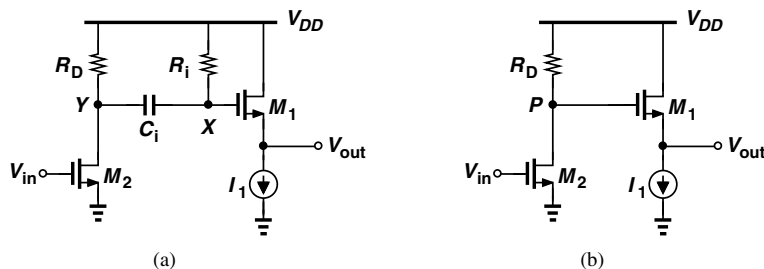 V_DD
R_D
R_i
Y
C_i
X
M_1
V_out
V_in
M_2
I_1
(a)
V_DD
R_D
P
M_1
V_out
V_in
M_2
I_1
(b)